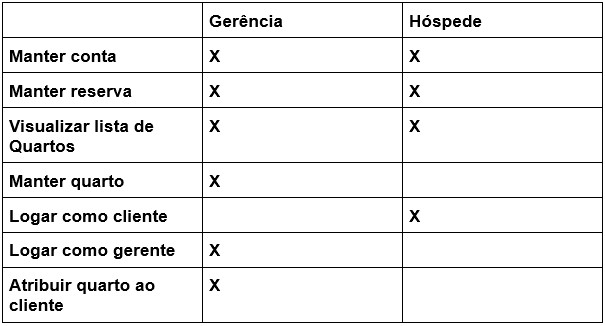 Gerência Hóspede
Manter conta X X
Manter reserva X X
Visualizar lista de X X
Quartos
Manter quarto X
Logar como cliente X
Logar como gerente X
Atribuir quarto ao X
cliente